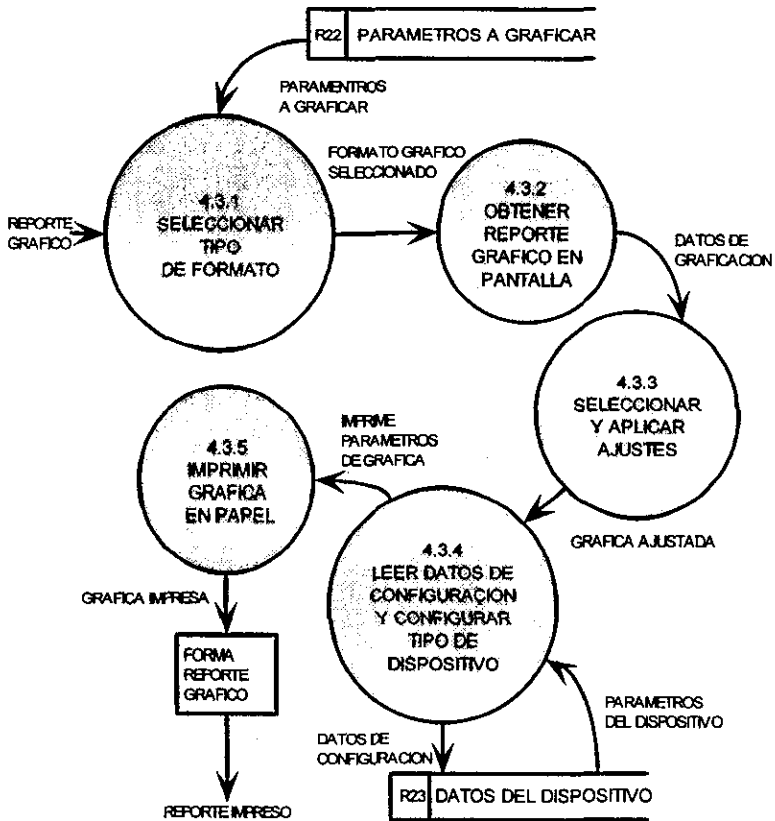 R22 PARAMETROS A GRAFICAR
PARAMENTROS
A GRAFICAR
FORMATO GRAFICO
SELECCIONADO
REPORTE
GRAFICO
4.3.1
SELECCIONAR
TIPO
DE FORMATO
4.3.2
OBTENER
REPORTE
GRAFICO EN
PANTALLA
DATOS DE
GRAFICACION
4.3.3
SELECCIONAR
Y APLICAR
AJUSTES
GRAFICA AJUSTADA
4.3.4
LEER DATOS DE
CONFIGURACION
Y CONFIGURAR
TIPO DE
DISPOSITIVO
IMPRIME
PARAMETROS
DE GRAFICA
4.3.5
IMPRIMIR
GRAFICA
EN PAPEL
GRAFICA IMPRESA
FORMA
REPORTE
GRAFICO
REPORTE IMPRESO
DATOS DE
CONFIGURACION
PARAMETROS
DEL DISPOSITIVO
R23 DATOS DEL DISPOSITIVO